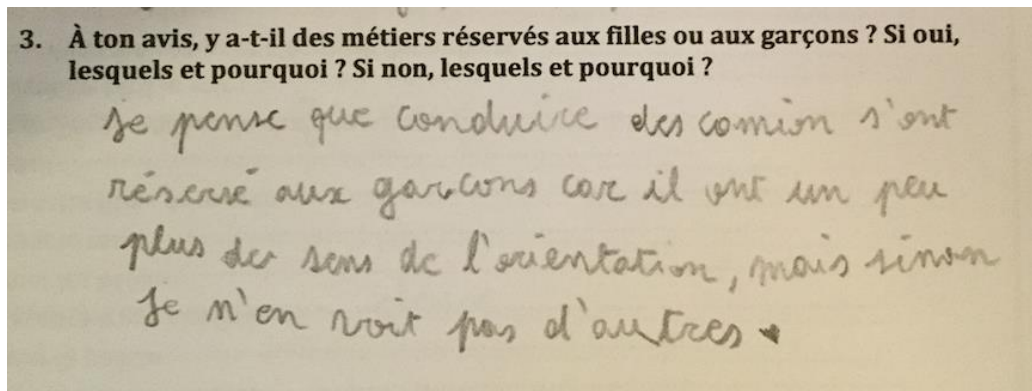 3. À ton avis, y a-t-il des métiers réservés aux filles ou aux garçons ? Si oui,
lesquels et pourquoi ? Si non, lesquels et pourquoi ?
je pense que conduire des comion s'ont
réservé aux garcons car il ont un peu
plus des sens de l'orientation, mais sinon
Je n'en voit pas d'autres.